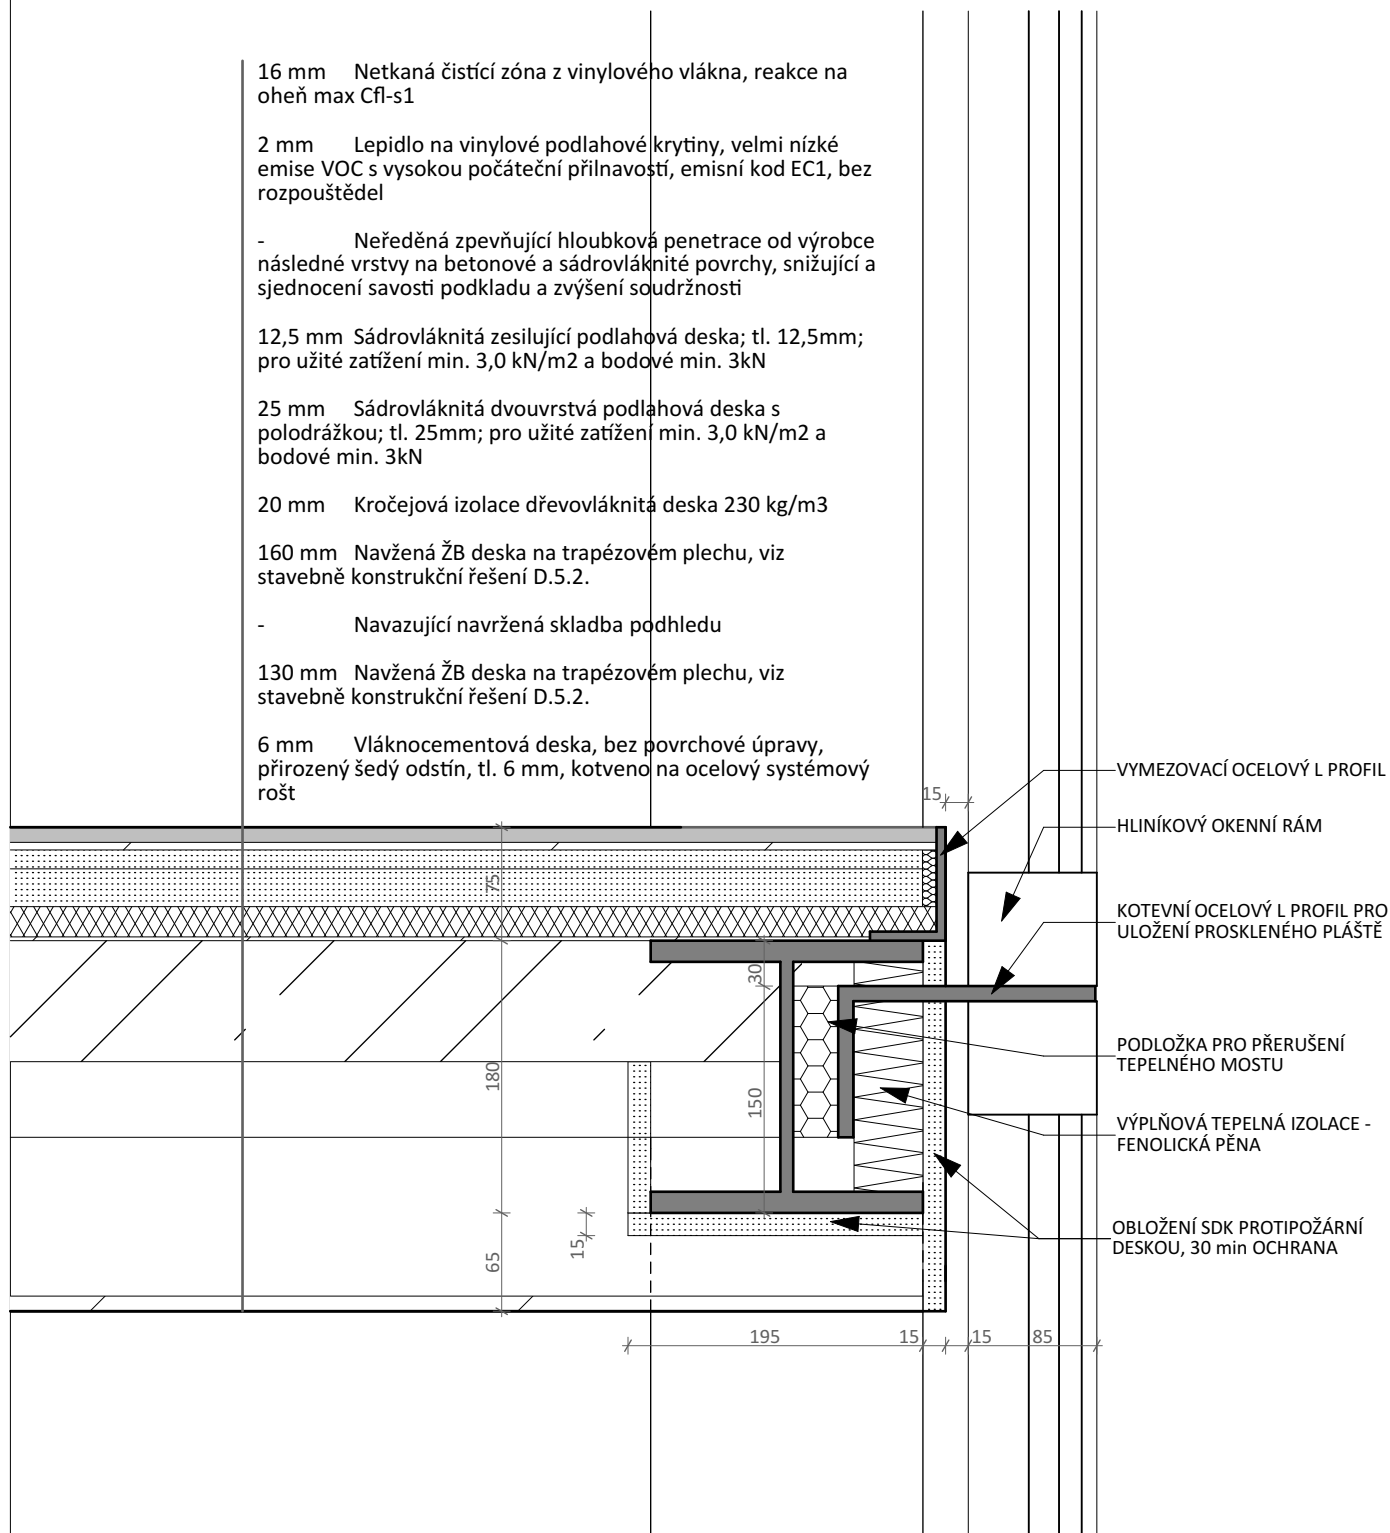 16 mm Netkaná čistící zóna z vinylového vlákna, reakce na
oheň max Cfl-s1
2 mm Lepidlo na vinylové podlahové krytiny, velmi nízké
emise VOC s vysokou počáteční přilnavostí, emisní kod EC1, bez
rozpouštědel
- Neředěná zpevňující hloubková penetrace od výrobce
následné vrstvy na betonové a sádrovláknité povrchy, snižující a
sjednocení savosti podkladu a zvýšení soudržnosti
12,5 mm Sádrovláknitá zesilující podlahová deska; tl. 12,5mm;
pro užité zatížení min. 3,0 kN/m2 a bodové min. 3kN
25 mm Sádrovláknitá dvouvrstvá podlahová deska s
polodrážkou; tl. 25mm; pro užité zatížení min. 3,0 kN/m2 a
bodové min. 3kN
20 mm Kročejová izolace dřevovláknitá deska 230 kg/m3
160 mm Navžená ŽB deska na trapézovém plechu, viz
stavebně konstrukční řešení D.5.2.
- Navazující navržená skladba podhledu
130 mm Navžená ŽB deska na trapézovém plechu, viz
stavebně konstrukční řešení D.5.2.
6 mm Vláknocementová deska, bez povrchové úpravy,
přirozený šedý odstín, tl. 6 mm, kotveno na ocelový systémový
rošt
VYMEZOVACÍ OCELOVÝ L PROFIL
15
HLINÍKOVÝ OKENNÍ RÁM
75
KOTEVNÍ OCELOVÝ L PROFIL PRO
ULOŽENÍ PROSKLENÉHO PLÁŠTĚ
30
PODLOŽKA PRO PŘERUŠENÍ
TEPELNÉHO MOSTU
180
150
VÝPLŇOVÁ TEPELNÁ IZOLACE -
FENOLICKÁ PĚNA
OBLOŽENÍ SDK PROTIPOŽÁRNÍ
DESKOU, 30 min OCHRANA
15
65
195
15
15
85